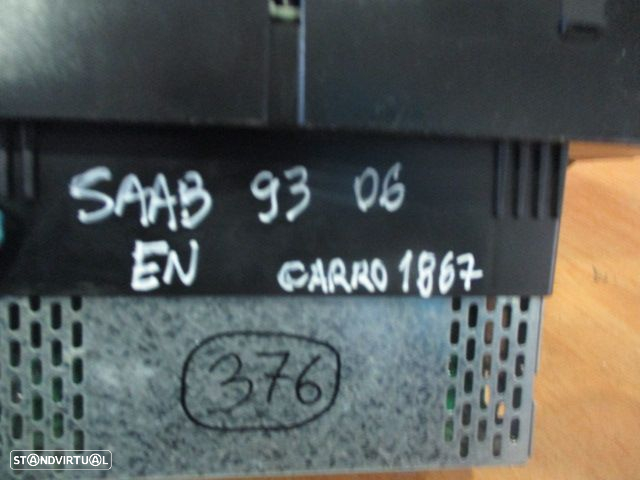 SAAB 93 06
EN CARRO 1867
376
STANDVIRTUAL